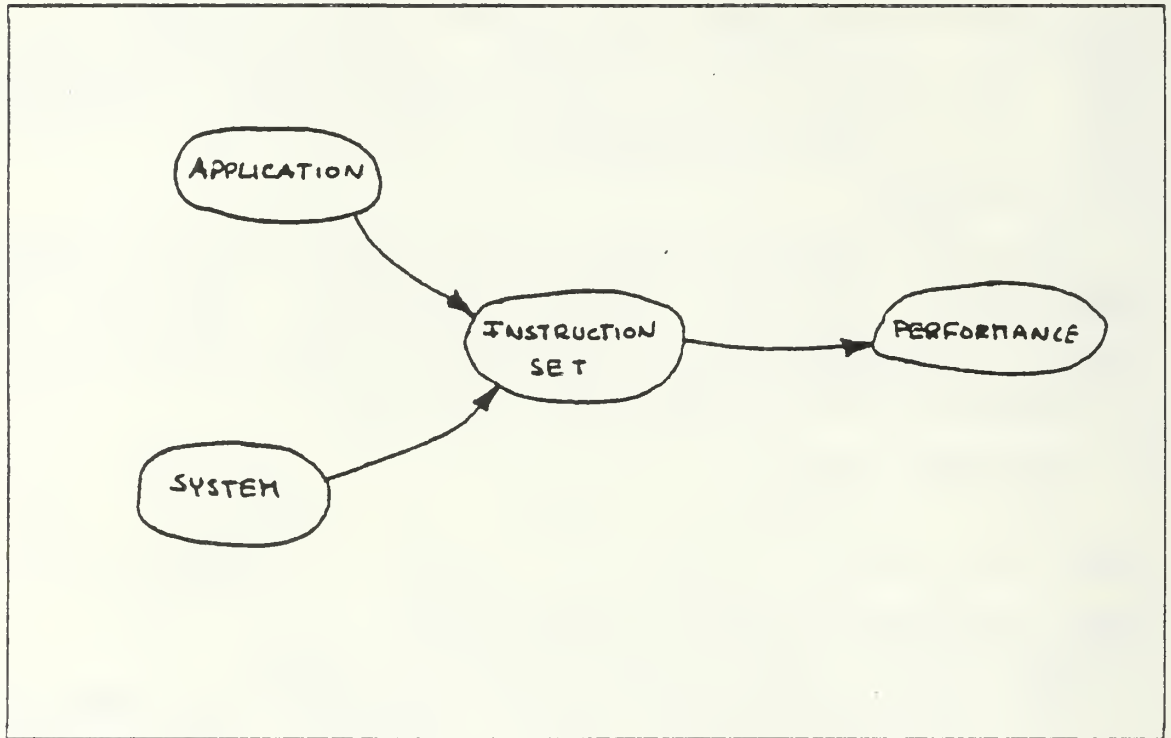 APPLICATION
INSTRUCTION
SET
PERFORMANCE
SYSTEM